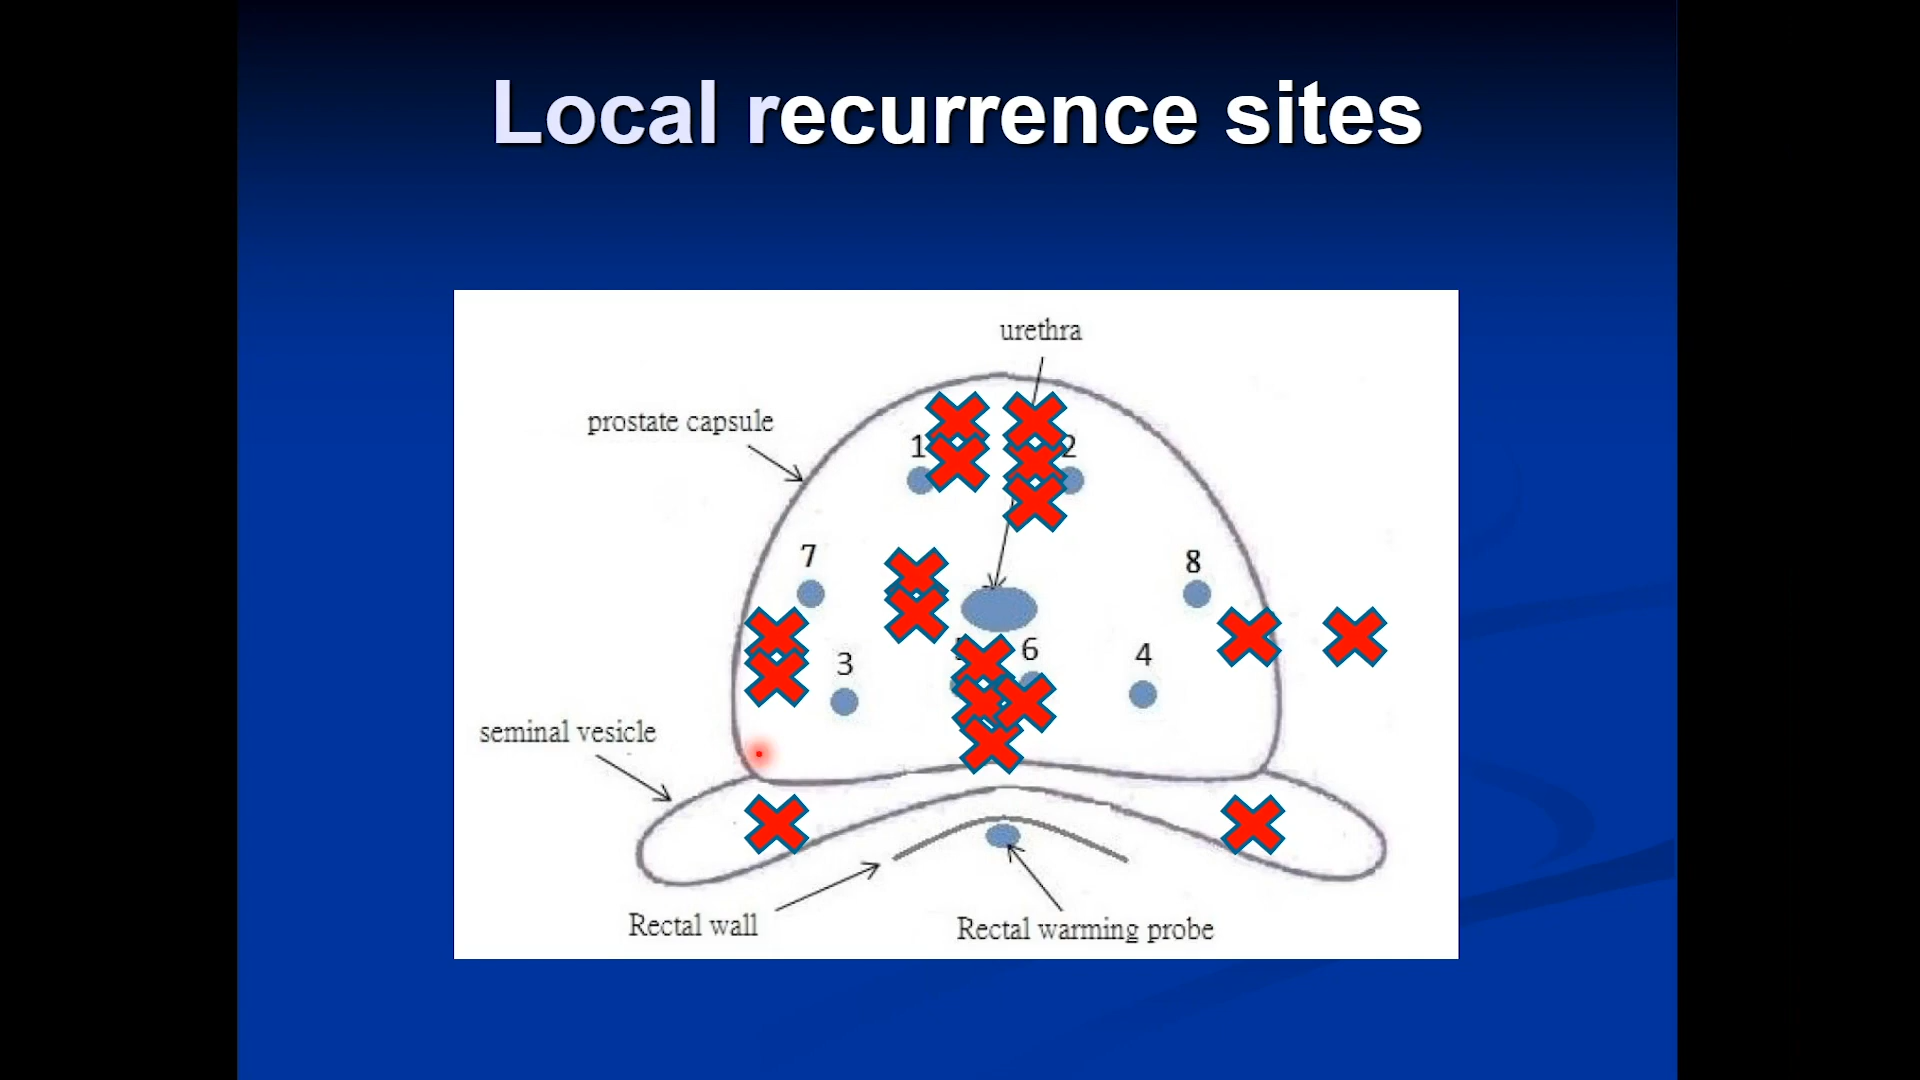 Local recurrence sites
urethra
prostate capsule
1
2
7
8
6
3
4
seminal vesicle
Rectal wall
Rectal warming probe